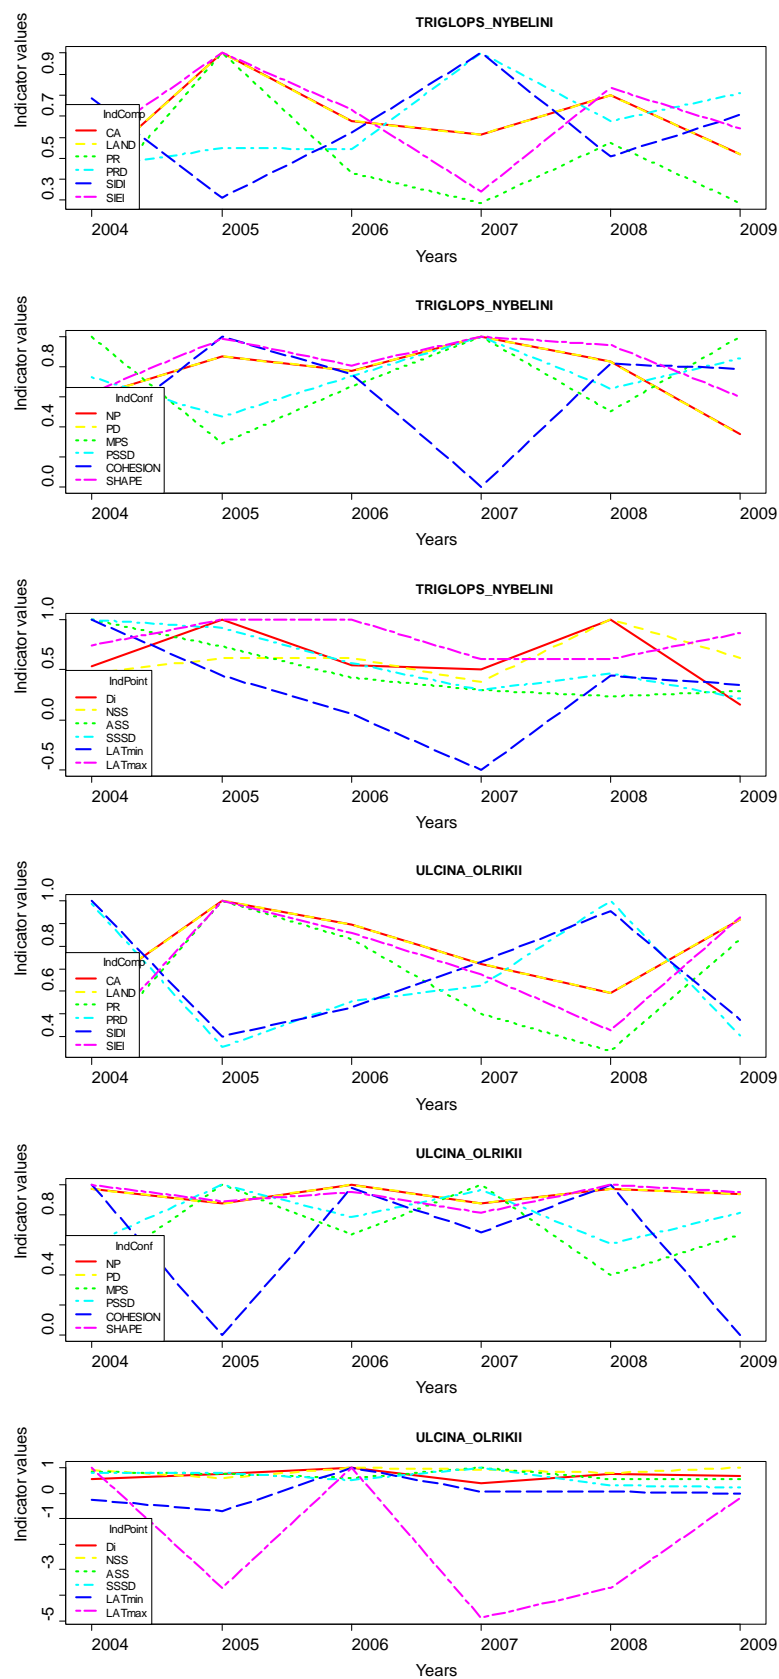 TRIGLOPS_NYBELINI
Indicator values
0.3 0.5 0.7 0.9
IndComp
CA
LAND
PR
PRD
SIDI
SIEI
2004 2005 2006 2007 2008 2009
Years
TRIGLOPS_NYBELINI
Indicator values
0.0 0.4 0.8
IndConf
NP
PD
MPS
PSSD
COHESION
SHAPE
2004 2005 2006 2007 2008 2009
Years
TRIGLOPS_NYBELINI
Indicator values
-0.5 0.0 0.5 1.0
IndPoint
Di
NSS
ASS
SSSD
LATmin
LATmax
2004 2005 2006 2007 2008 2009
Years
ULCINA_OLRIKII
Indicator values
0.4 0.6 0.8 1.0
IndComp
CA
LAND
PR
PRD
SIDI
SIEI
2004 2005 2006 2007 2008 2009
Years
ULCINA_OLRIKII
Indicator values
0.0 0.4 0.8
IndConf
NP
PD
MPS
PSSD
COHESION
SHAPE
2004 2005 2006 2007 2008 2009
Years
ULCINA_OLRIKII
Indicator values
-5 -3 -1 0 1
IndPoint
Di
NSS
ASS
SSSD
LATmin
LATmax
2004 2005 2006 2007 2008 2009
Years